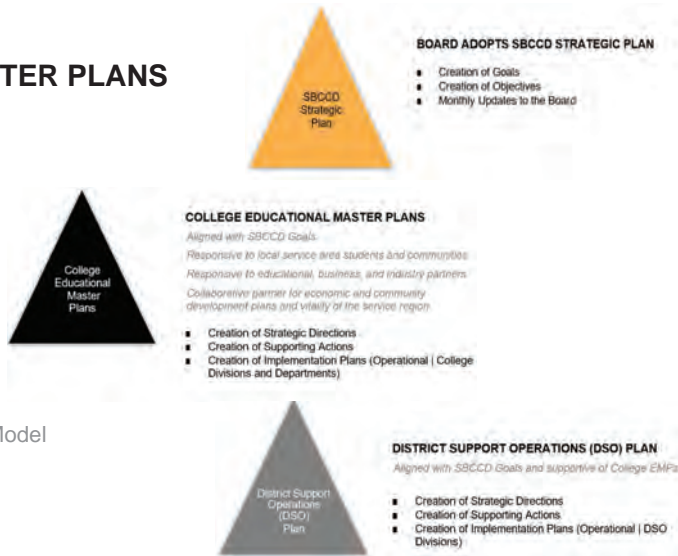 BOARD ADOPTS SBCCD STRATEGIC PLAN
TER PLANS
■ Creation of Goals
■ Creation of Objectives
■ Monthly Updates to the Board
SBCCD
Strategic
Plan
COLLEGE EDUCATIONAL MASTER PLANS
Aligned with SBCCD Goals
Responsive to local service area students and communities
Responsive to educational, business, and industry partners
Collaborative partner for economic and community
development plans and vitality of the service region
■ Creation of Strategic Directions
■ Creation of Supporting Actions
■ Creation of Implementation Plans (Operational | College
Divisions and Departments)
College
Educational
Master
Plans
Model
DISTRICT SUPPORT OPERATIONS (DSO) PLAN
Aligned with SBCCD Goals and supportive of College EMPs
■ Creation of Strategic Directions
■ Creation of Supporting Actions
■ Creation of Implementation Plans (Operational | DSO
Divisions)
District Support
Operations
(DSO)
Plan